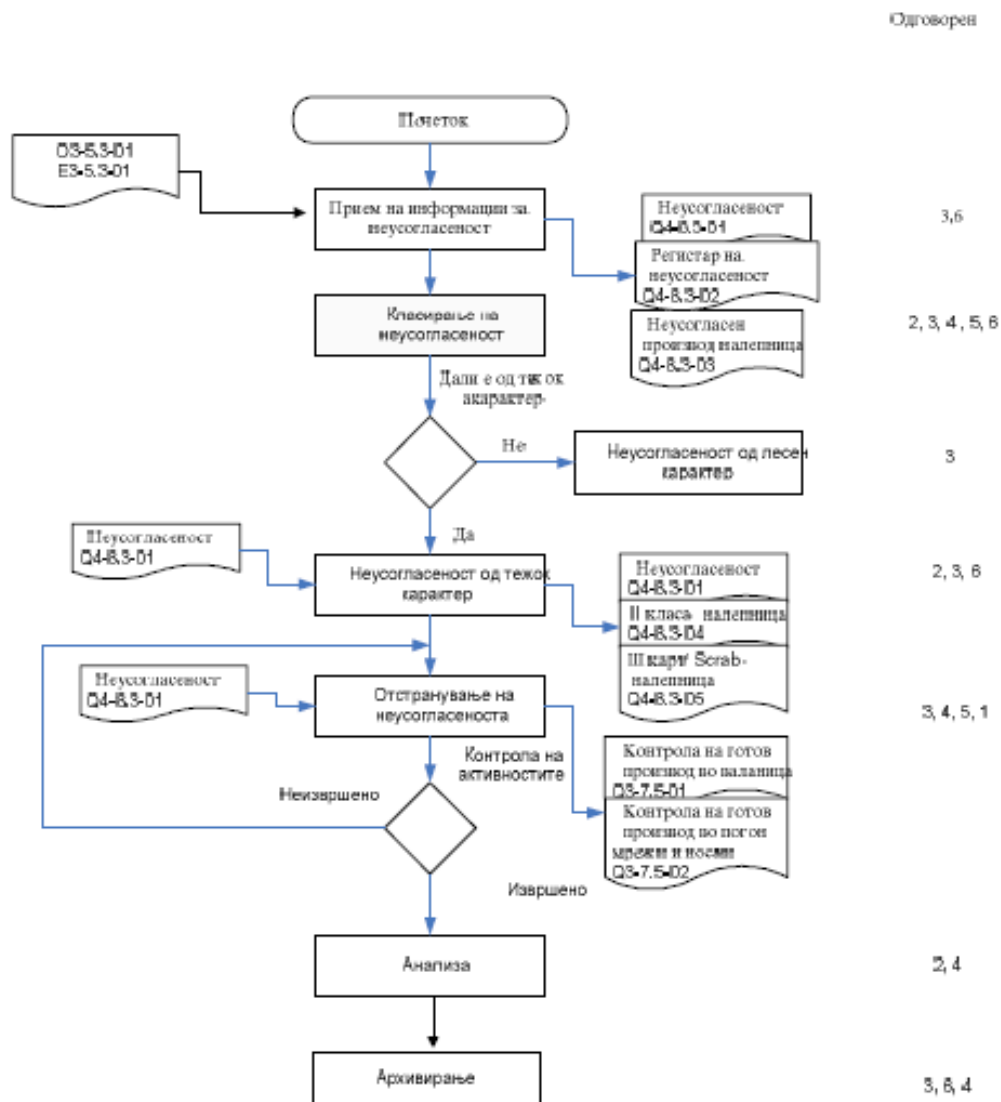 Одговорен
Почеток
Q3-5.3-01
E3-5.3-01
Прием на информации за
неусогласеност
Неусогласеност
Q4-8.3-01
3,6
Регистар на
неусогласеност
Q4-8.3-02
Класирање на
неусогласеност
Неусогласен
производ налепница
Q4-8.3-03
2, 3, 4 , 5, 6
Дали е од тежок
акарактер
Не
Неусогласеност од лесен
карактер
3
Да
Неусогласеност
Q4-8.3-01
Неусогласеност од тежок
карактер
Неусогласеност
Q4-8.3-01
2, 3, 6
II класа- налепница
Q4-8.3-04
Шкарт/ Scrab-
налепница
Q4-8.3-05
Неусогласеност
Q4-8.3-01
Отстранување на
неусогласеноста
3, 4, 5, 1
Контрола на
активностите
Контрола на готов
производ во валаница
Q3-7.5-01
Неизвршено
Контрола на готов
производ во погон
мрежи и носачи
Q3-7.5-02
Извршено
Анализа
2, 4
Архивирање
3, 6, 4